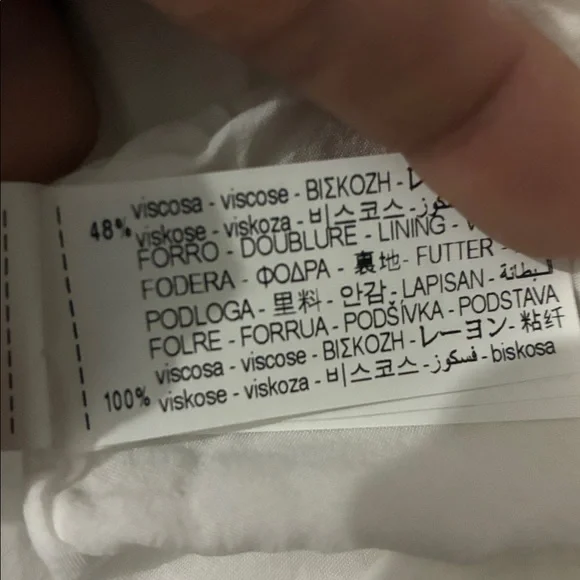 48% viscosa - viscose - ΒΙΣΚΟΖΗ -
viskose - viskoza - 비스코스 -
FORRO - DOUBLURE - LINING -
FODERA - ΦΟΔΡΑ - 裏地 - FUTTER -
PODLOGA - 里料 - 안감 - LAPISAN - البطانة
FOLRE - FORRUA - PODŠÍVKA - PODSTAVA
100% viscosa - viscose - ΒΙΣΚΟΖΗ - レーヨン - 粘纤
viskose - viskoza - 비스코스 - فسكوز - biskosa